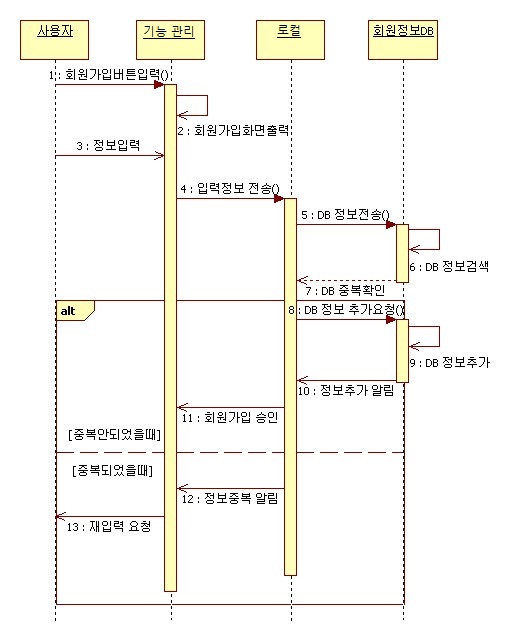 사용자
기능 관리
로컬
회원정보DB
1 : 회원가입버튼입력()
2 : 회원가입화면출력
3 : 정보입력
4 : 입력정보 전송()
5 : DB 정보전송()
6 : DB 정보검색
7 : DB 중복확인
alt
8 : DB 정보 추가요청()
9 : DB 정보추가
10 : 정보추가 알림
11 : 회원가입 승인
[중복안되었을때]
[중복되었을때]
12 : 정보중복 알림
13 : 재입력 요청